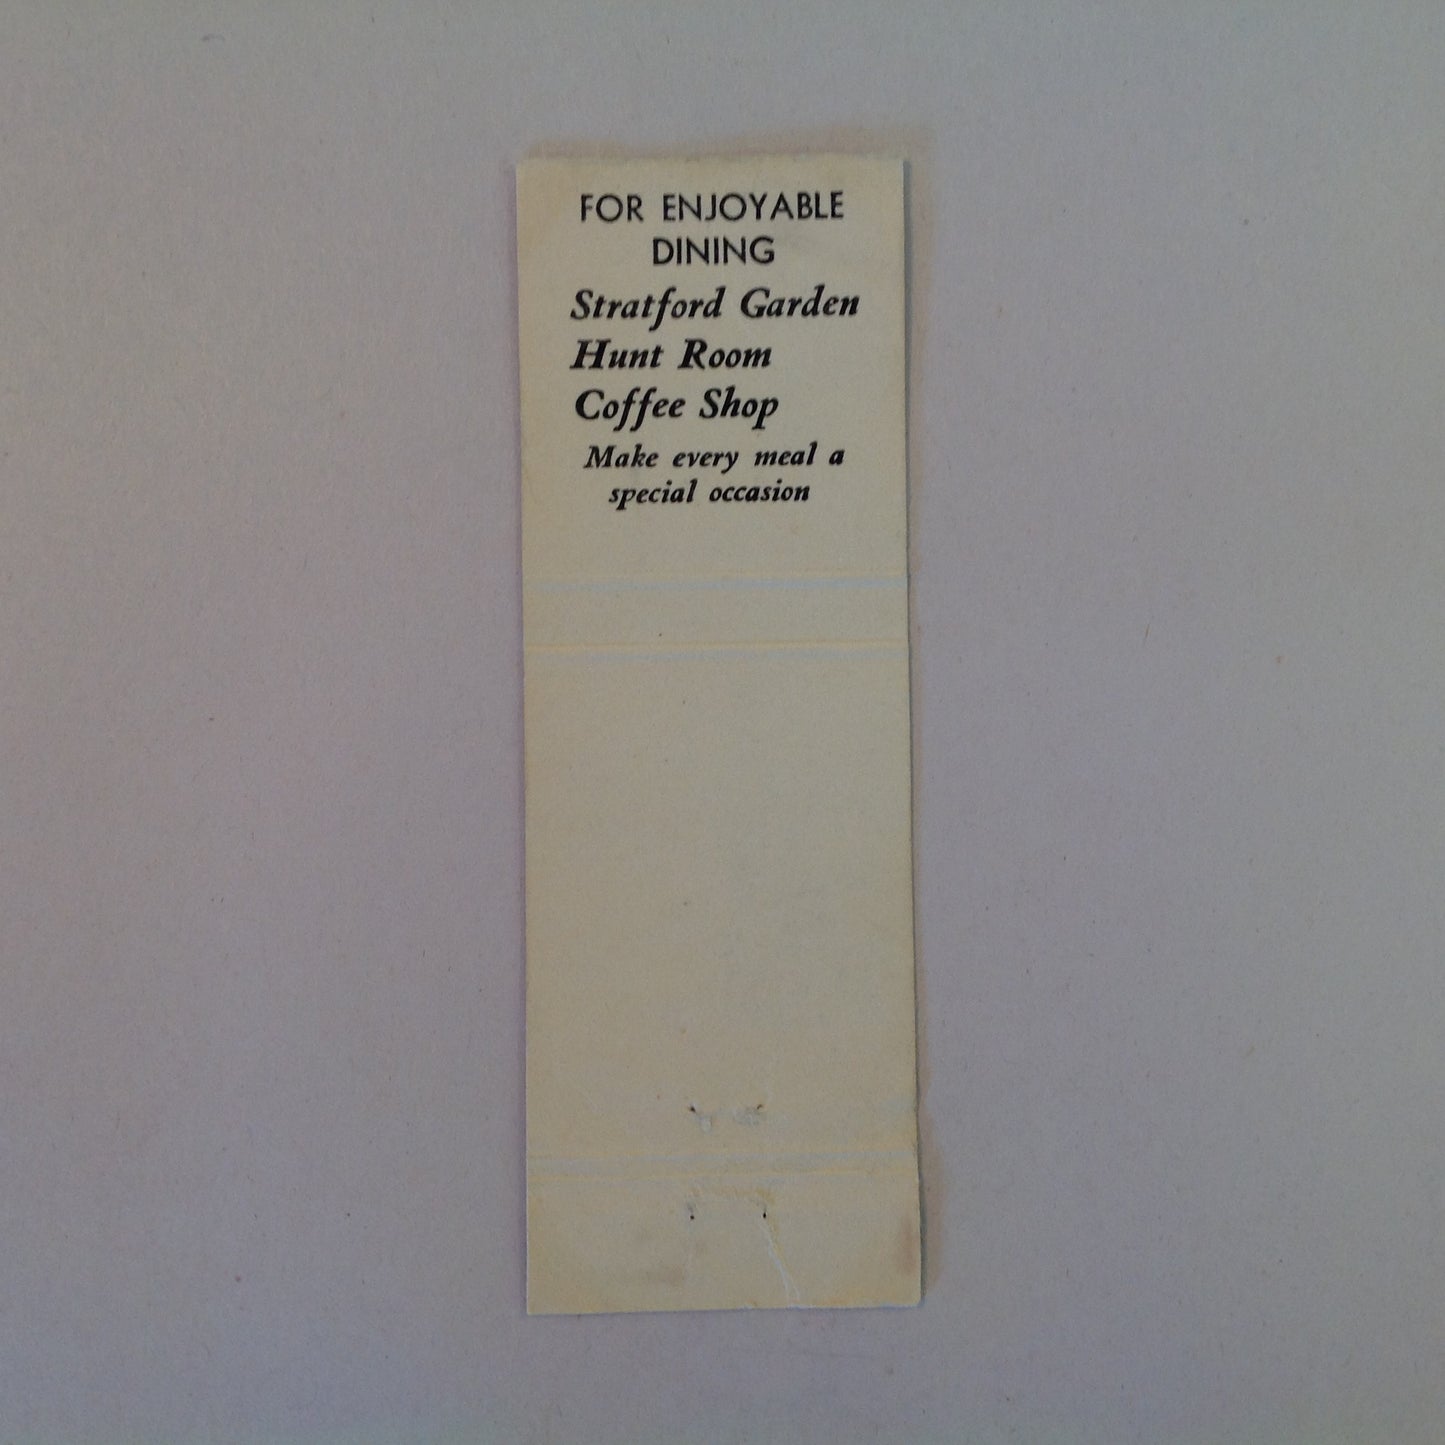 FOR ENJOYABLE
DINING
Stratford Garden
Hunt Room
Coffee Shop
Make every meal a
special occasion